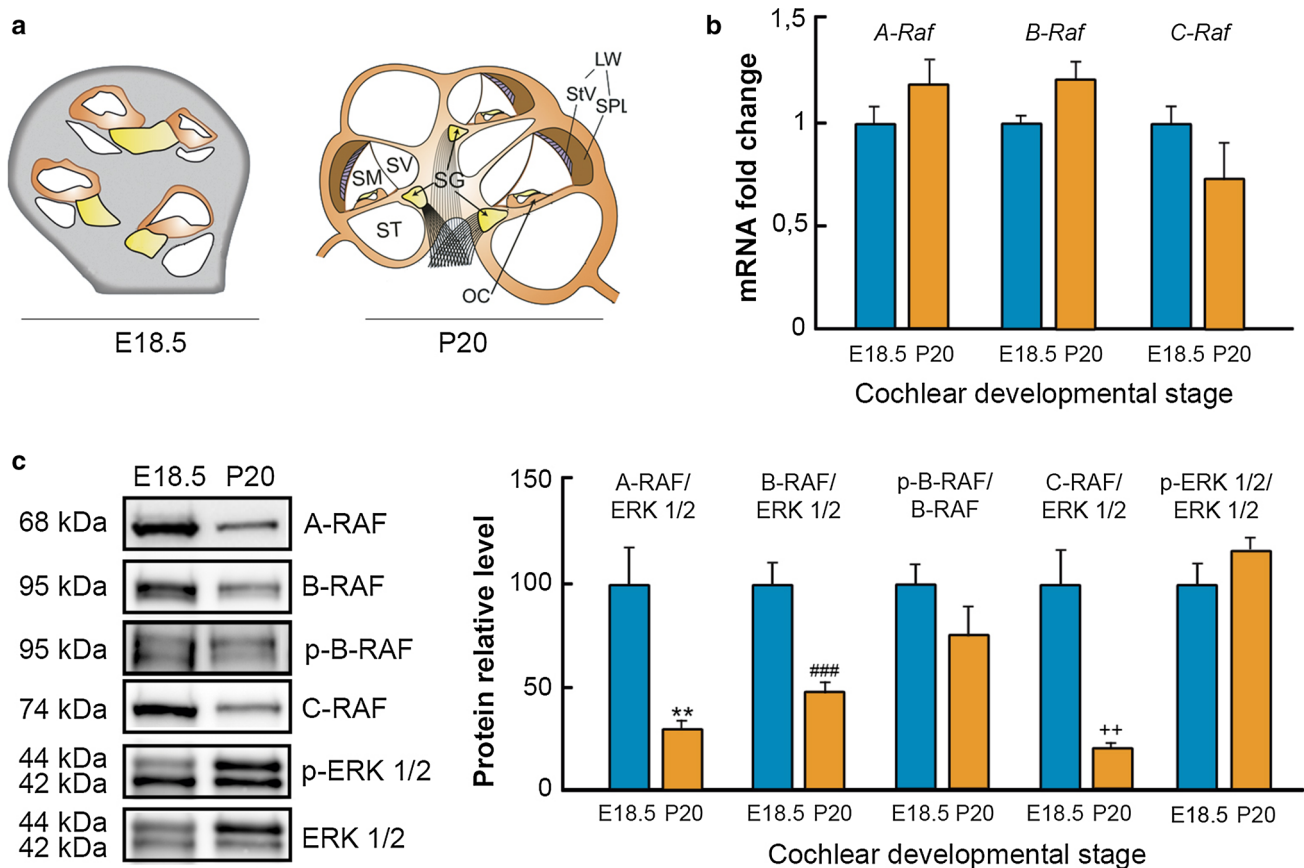 a
LW
StV
SPL
SV
SM
SG
ST
OC
E18.5
P20
b
mRNA fold change
1,5
1
0,5
0
A-Raf
B-Raf
C-Raf
E18.5 P20
E18.5 P20
E18.5 P20
Cochlear developmental stage
c
E18.5 P20
68 kDa
A-RAF
95 kDa
B-RAF
95 kDa
p-B-RAF
74 kDa
C-RAF
44 kDa
42 kDa
p-ERK 1/2
44 kDa
42 kDa
ERK 1/2
Protein relative level
150
100
50
0
A-RAF/
ERK 1/2
B-RAF/
ERK 1/2
p-B-RAF/
B-RAF
C-RAF/
ERK 1/2
p-ERK 1/2/
ERK 1/2
**
###
++
E18.5 P20
E18.5 P20
E18.5 P20
E18.5 P20
E18.5 P20
Cochlear developmental stage